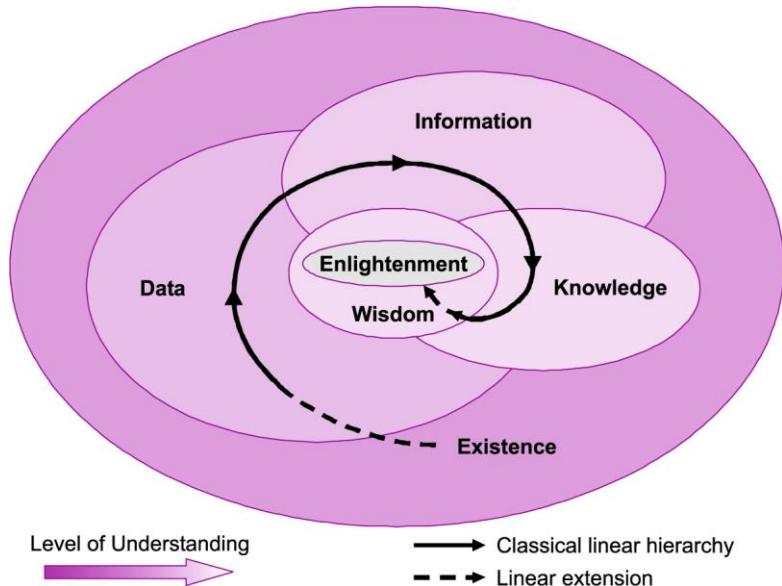 Information
Enlightenment
Data
Knowledge
Wisdom
Existence
Level of Understanding
Classical linear hierarchy
Linear extension